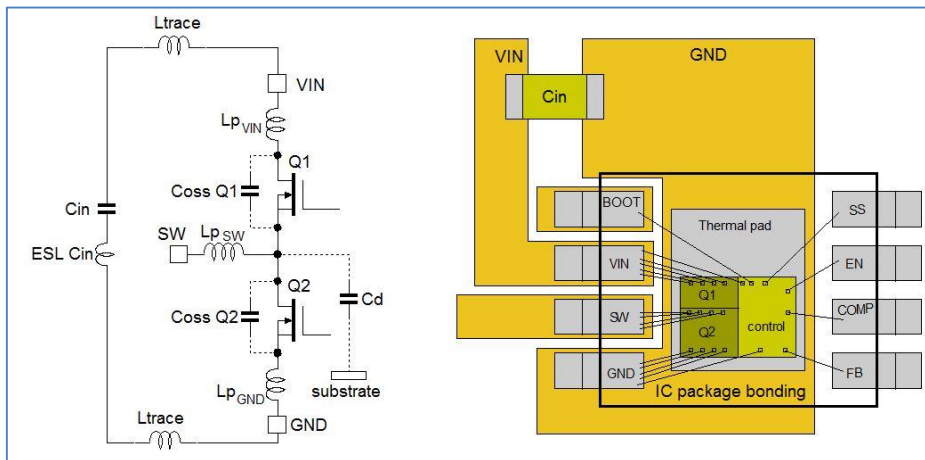 Ltrace
VIN
LpVIN
Q1
Coss Q1
Cin
SW
LpSW
ESL Cin
Q2
Coss Q2
Cd
substrate
LpGND
GND
Ltrace
VIN
GND
Cin
BOOT
SS
Thermal pad
VIN
EN
Q1
SW
COMP
Q2
control
GND
FB
IC package bonding